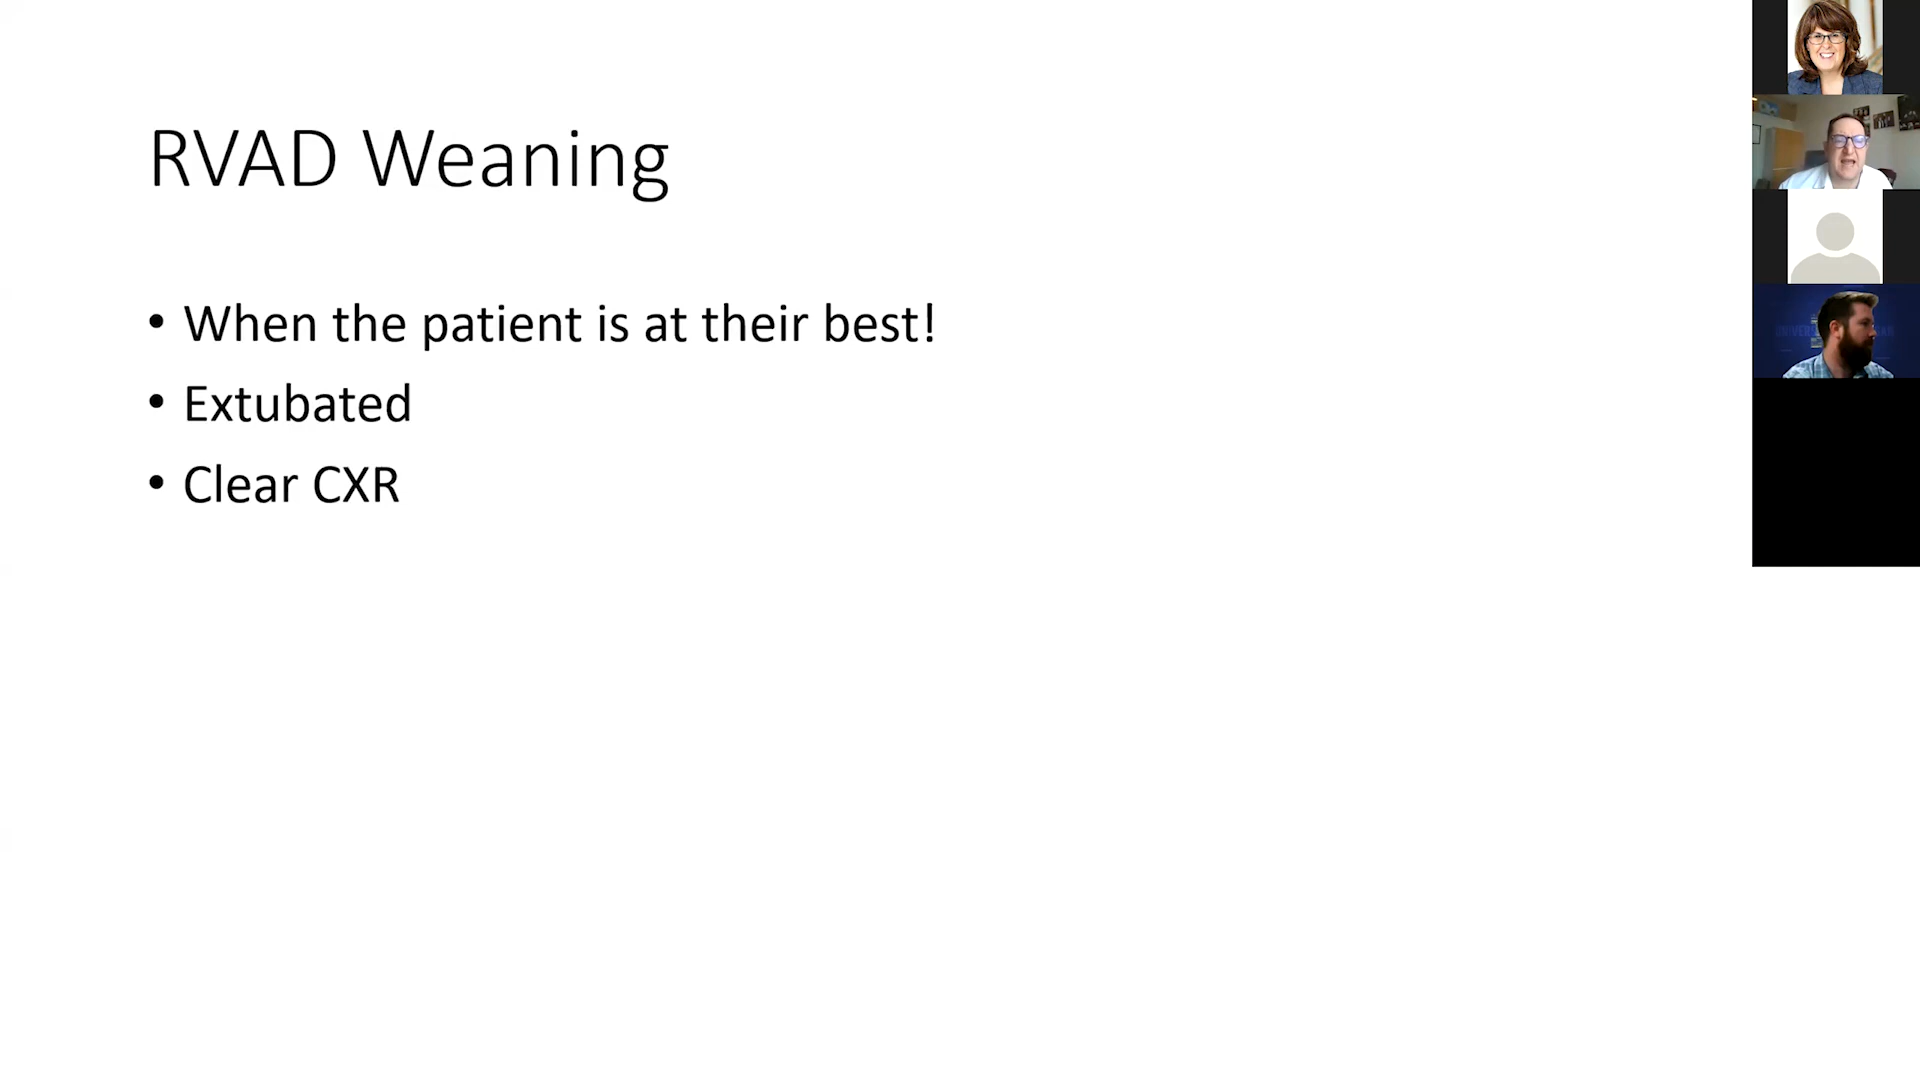 RVAD Weaning
• When the patient is at their best!
• Extubated
• Clear CXR